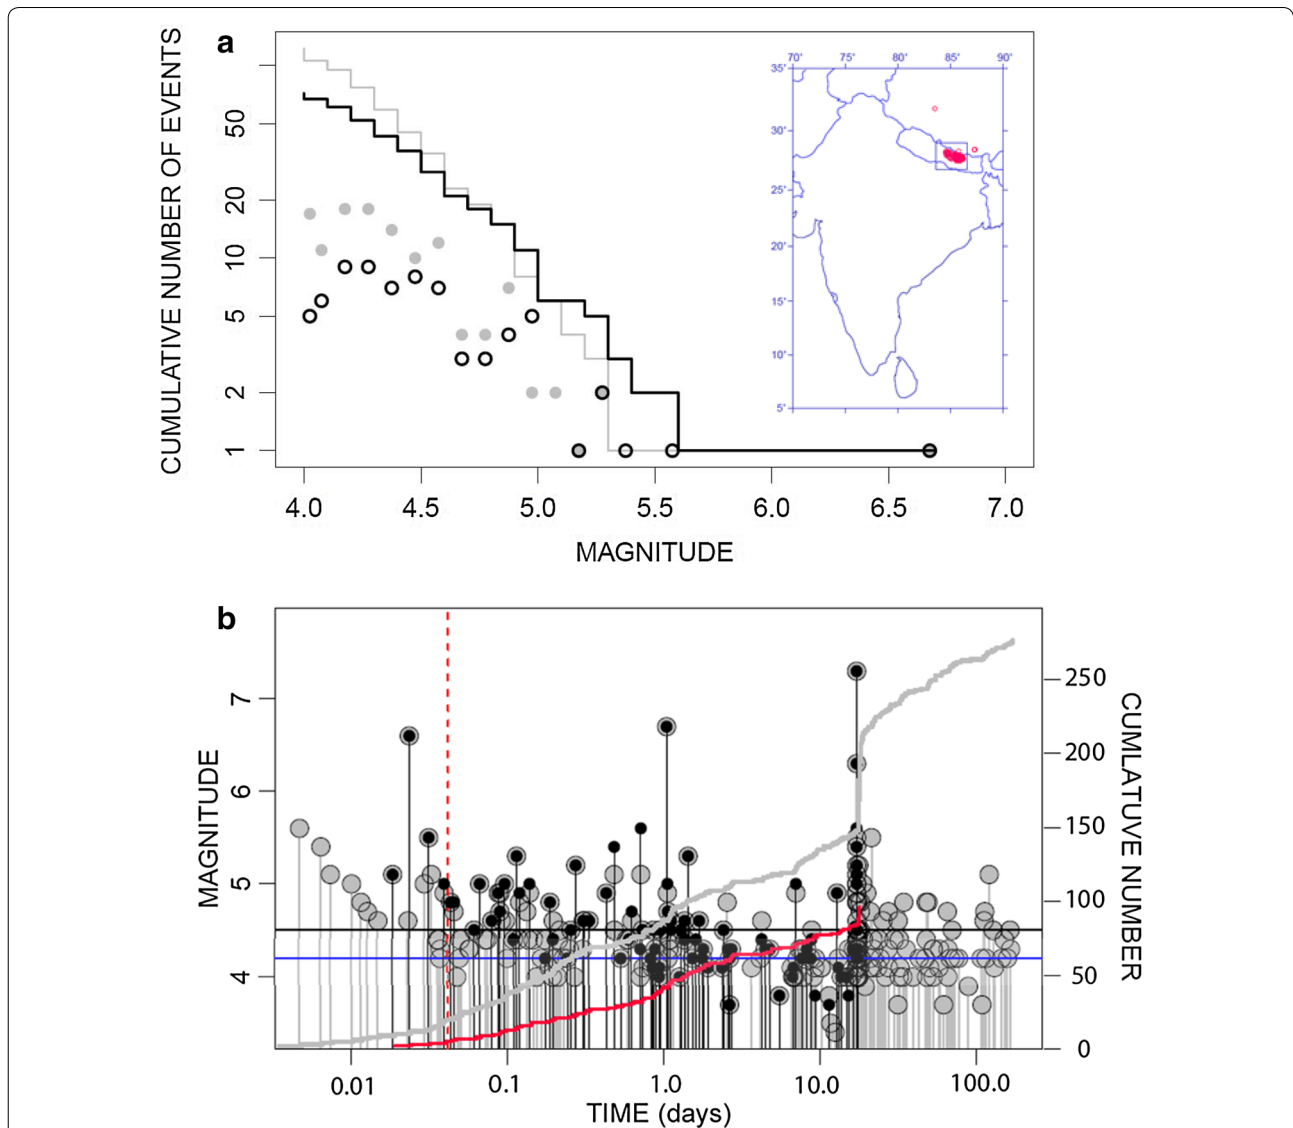 a
CUMULATIVE NUMBER OF EVENTS
50
20
10
5
2
1
4.0 4.5 5.0 5.5 6.0 6.5 7.0
MAGNITUDE
70° 75° 80° 85° 90°
35°
30°
25°
20°
15°
10°
5°
b
MAGNITUDE
7
6
5
4
250
200
150
100
50
0
CUMLATUVE NUMBER
0.01 0.1 1.0 10.0 100.0
TIME (days)